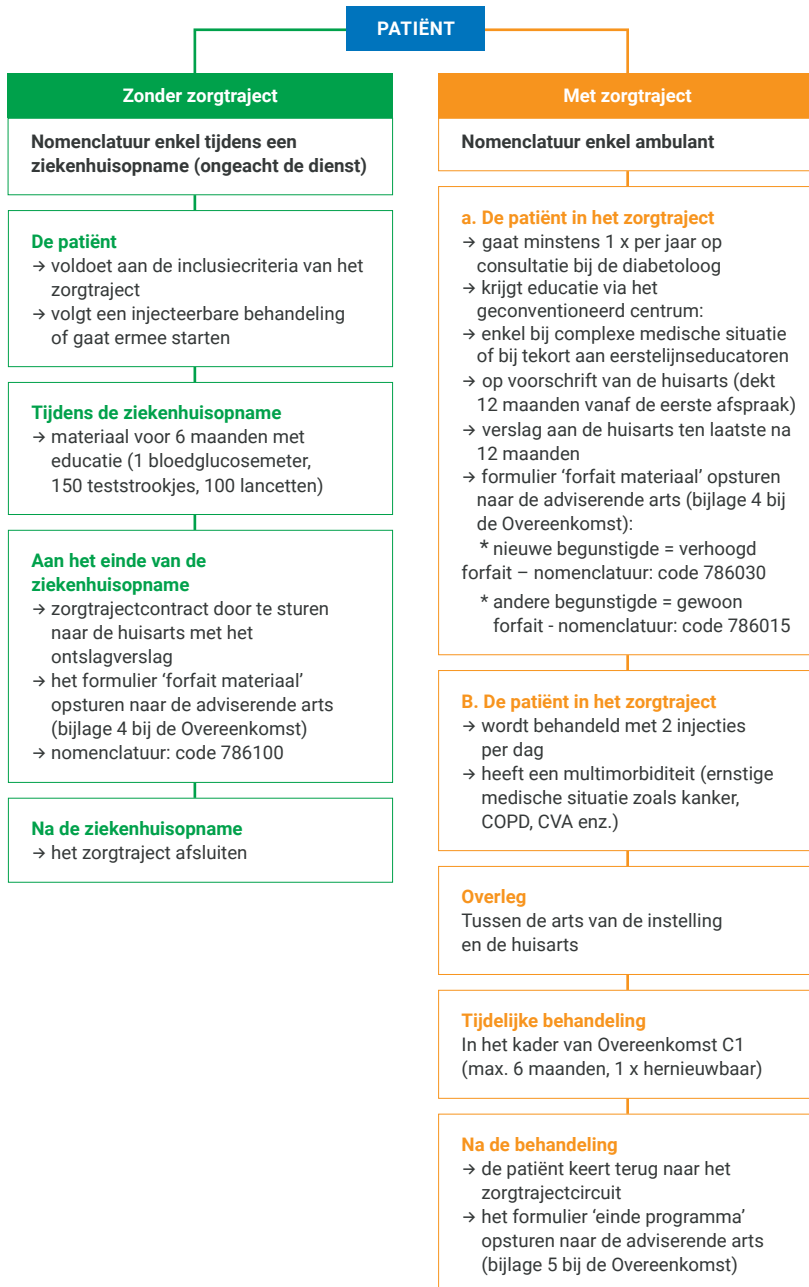 PATIËNT
Zonder zorgtraject
Nomenclatuur enkel tijdens een
ziekenhuisopname (ongeacht de dienst)
De patiënt
→ voldoet aan de inclusiecriteria van het
zorgtraject
→ volgt een injecteerbare behandeling
of gaat ermee starten
Tijdens de ziekenhuisopname
→ materiaal voor 6 maanden met
educatie (1 bloedglucosemeter,
150 teststrookjes, 100 lancetten)
Aan het einde van de
ziekenhuisopname
→ zorgtrajectcontract door te sturen
naar de huisarts met het
ontslagverslag
→ het formulier ‘forfait materiaal’
opsturen naar de adviserende arts
(bijlage 4 bij de Overeenkomst)
→ nomenclatuur: code 786100
Na de ziekenhuisopname
→ het zorgtraject afsluiten
Met zorgtraject
Nomenclatuur enkel ambulant
a. De patiënt in het zorgtraject
→ gaat minstens 1 x per jaar op
consultatie bij de diabetoloog
→ krijgt educatie via het
geconventioneerd centrum:
→ enkel bij complexe medische situatie
of bij tekort aan eerstelijnseducatoren
→ op voorschrift van de huisarts (dekt
12 maanden vanaf de eerste afspraak)
→ verslag aan de huisarts ten laatste na
12 maanden
→ formulier ‘forfait materiaal’ opsturen
naar de adviserende arts (bijlage 4 bij
de Overeenkomst):
* nieuwe begunstigde = verhoogd
forfait – nomenclatuur: code 786030
* andere begunstigde = gewoon
forfait - nomenclatuur: code 786015
B. De patiënt in het zorgtraject
→ wordt behandeld met 2 injecties
per dag
→ heeft een multimorbiditeit (ernstige
medische situatie zoals kanker,
COPD, CVA enz.)
Overleg
Tussen de arts van de instelling
en de huisarts
Tijdelijke behandeling
In het kader van Overeenkomst C1
(max. 6 maanden, 1 x hernieuwbaar)
Na de behandeling
→ de patiënt keert terug naar het
zorgtrajectcircuit
→ het formulier ‘einde programma’
opsturen naar de adviserende arts
(bijlage 5 bij de Overeenkomst)